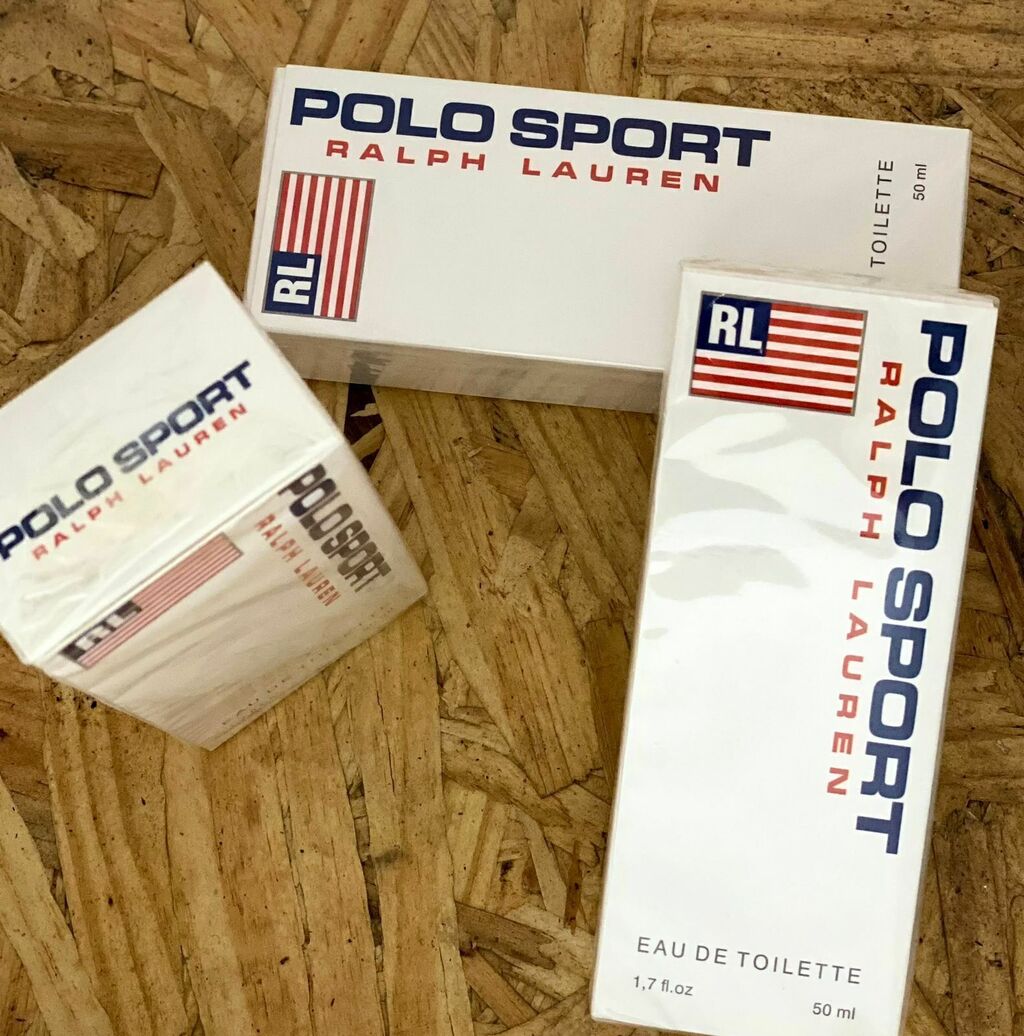 POLO SPORT
RALPH LAUREN
RL
TOILETTE
50 ml
POLO SPORT
RALPH LAUREN
POLO SPORT
RALPH LAUREN
RL
RL
POLO SPORT
RALPH LAUREN
EAU DE TOILETTE
1,7 fl.oz
50 ml